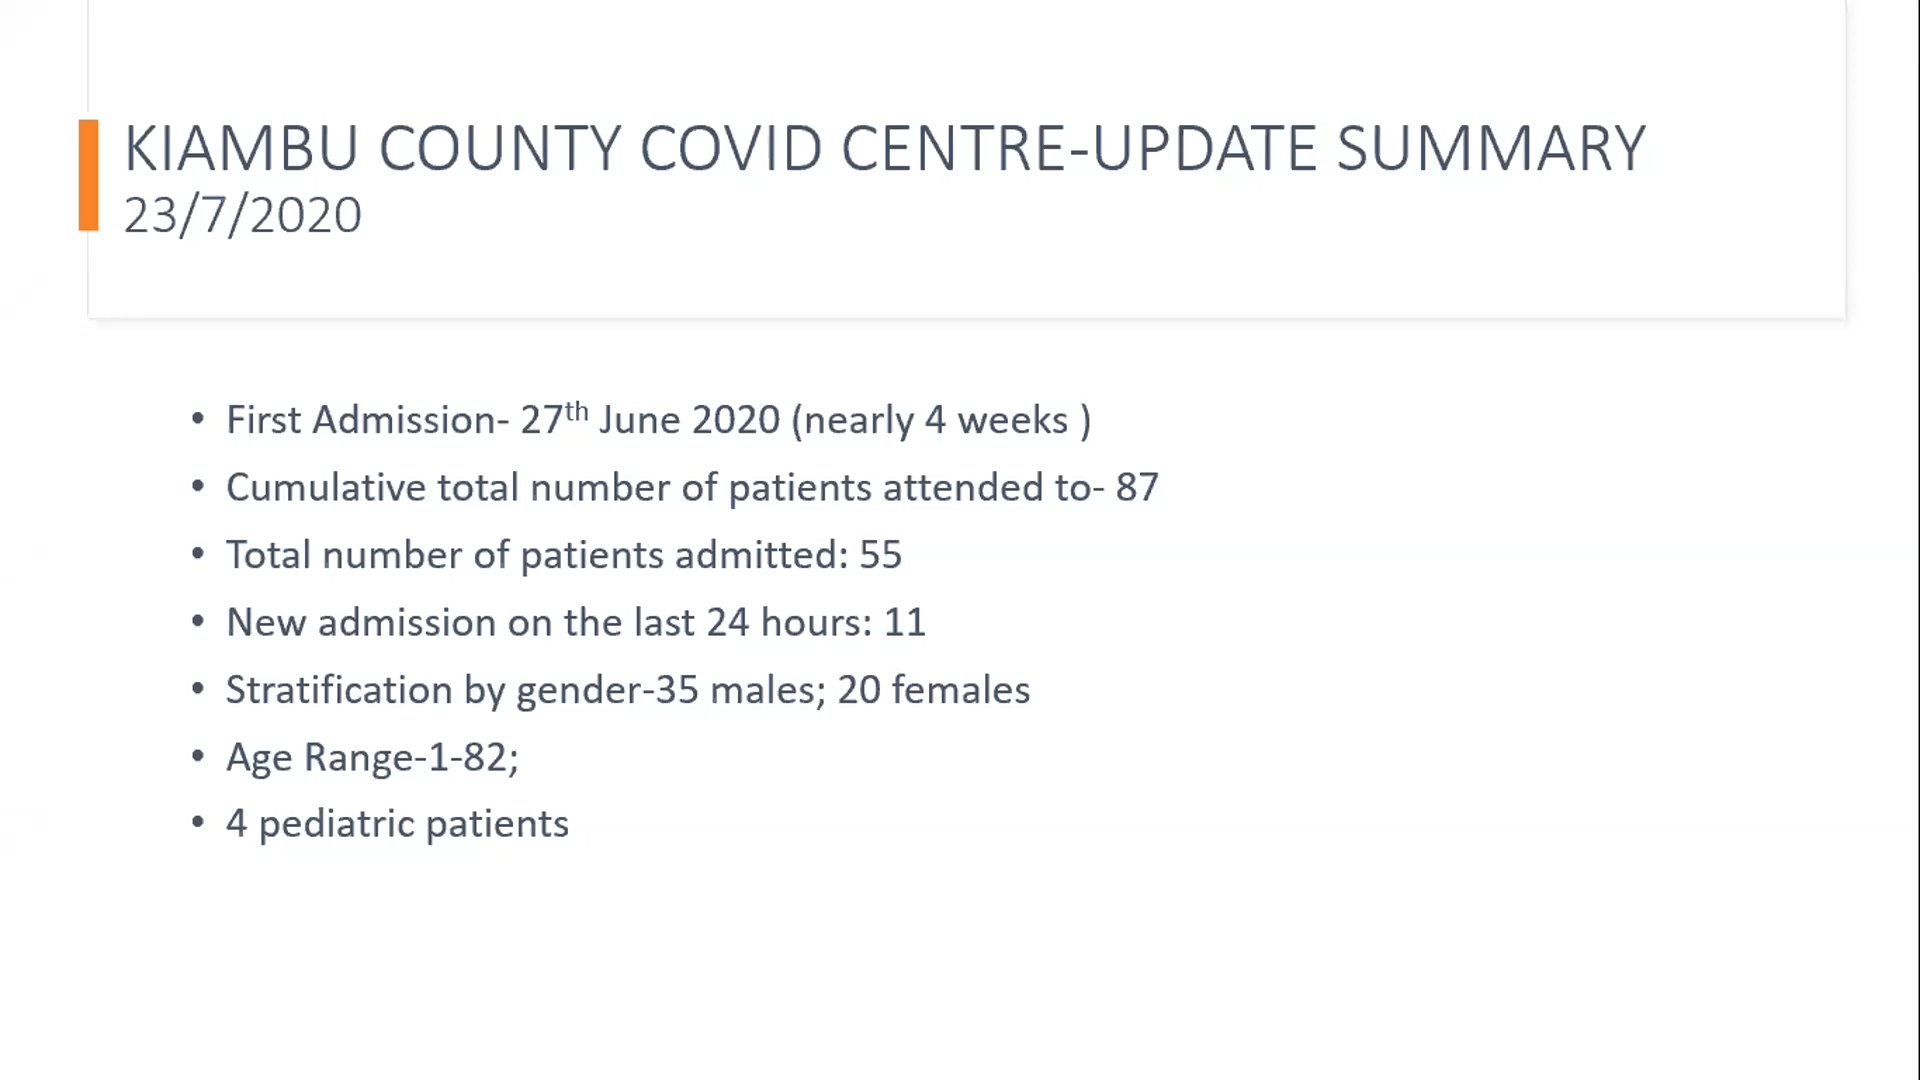 KIAMBU COUNTY COVID CENTRE-UPDATE SUMMARY
23/7/2020
• First Admission- 27th June 2020 (nearly 4 weeks )
• Cumulative total number of patients attended to- 87
• Total number of patients admitted: 55
• New admission on the last 24 hours: 11
• Stratification by gender-35 males; 20 females
• Age Range-1-82;
• 4 pediatric patients